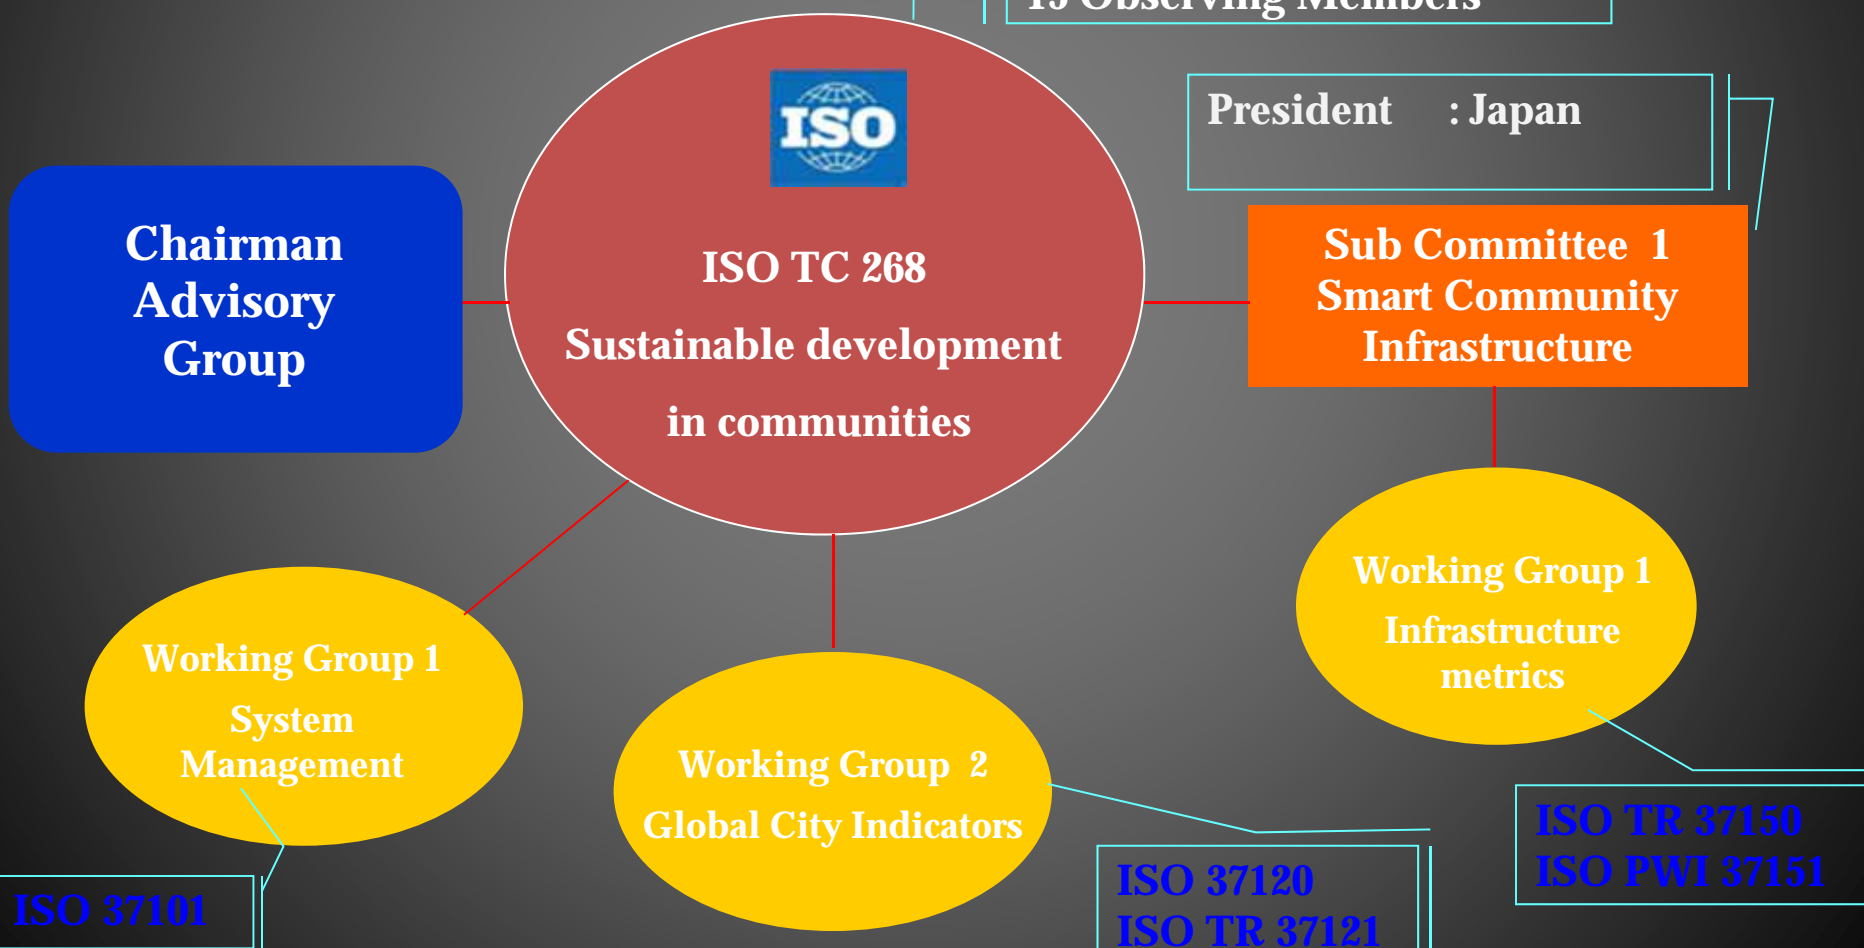 Observing Members
President : Japan
ISO
Chairman
Advisory
Group
ISO TC 268
Sustainable development
in communities
Sub Committee 1
Smart Community
Infrastructure
Working Group 1
System
Management
Working Group 2
Global City Indicators
Working Group 1
Infrastructure
metrics
ISO 37101
ISO 37120
ISO TR 37121
ISO TR 37150
ISO PWI 37151